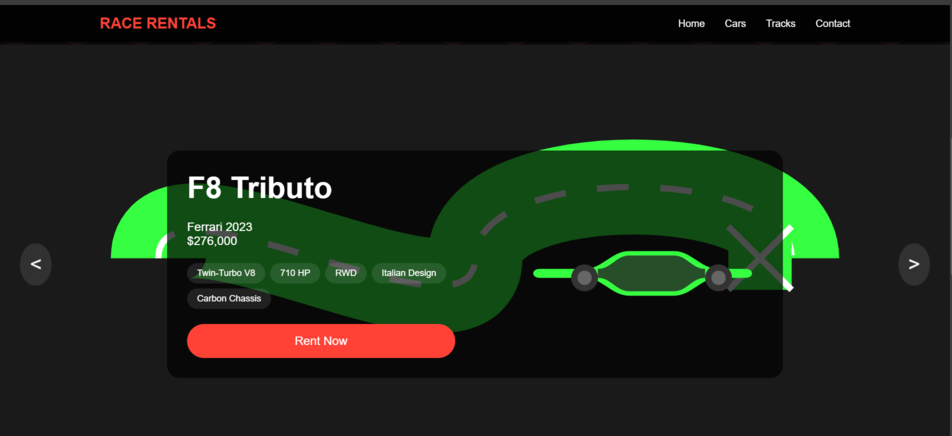 RACE RENTALS
Home Cars Tracks Contact
F8 Tributo
Ferrari 2023
$276,000
Twin-Turbo V8 710 HP RWD Italian Design
Carbon Chassis
< >
Rent Now